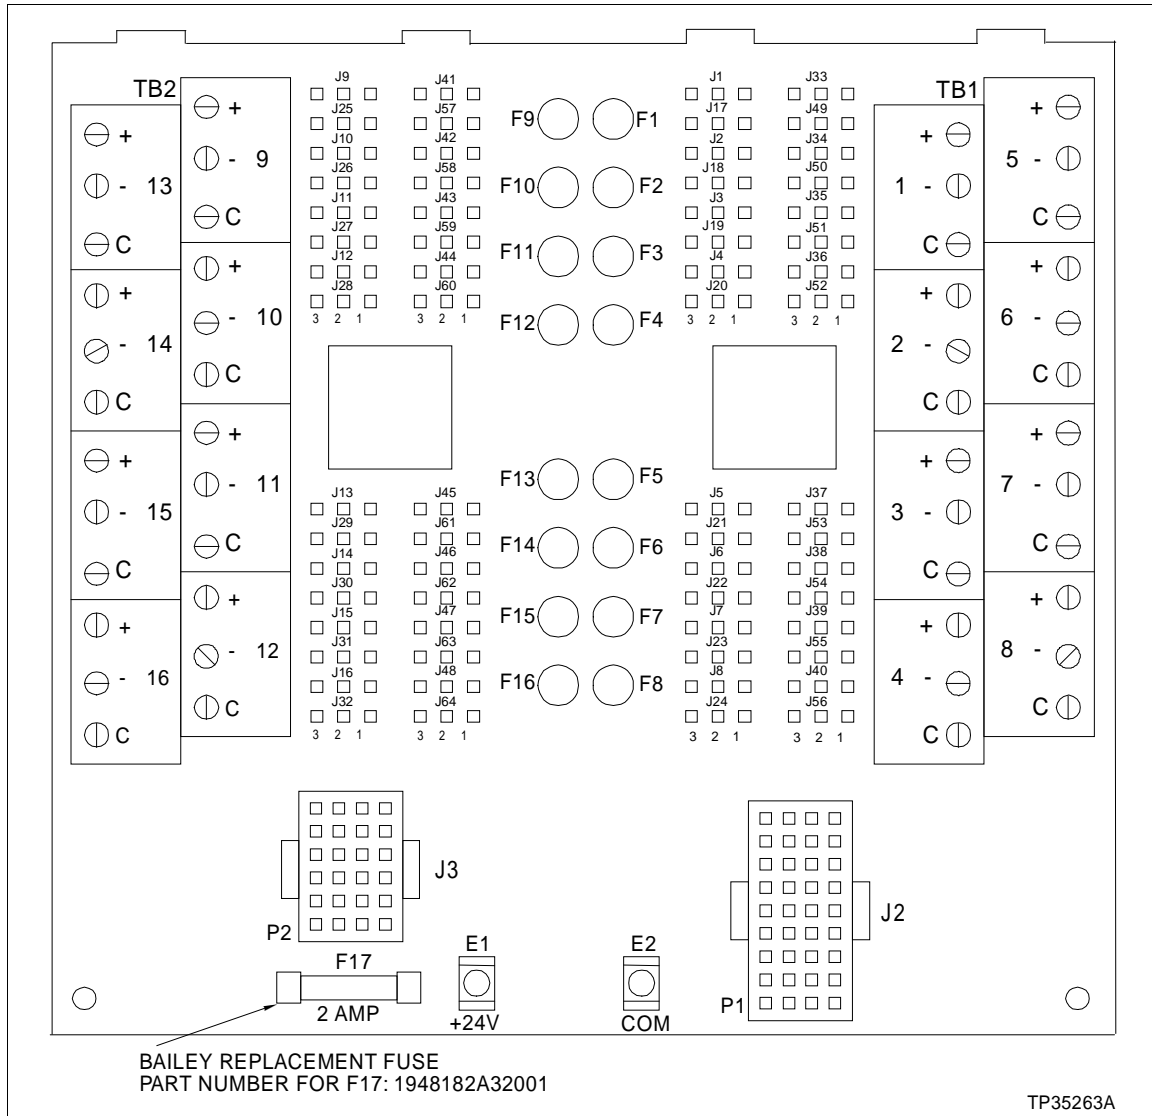 J9 J41 J1 J33
TB2 TB1
+ + + +
J25 J57 J17 J49
F9 F1
13 - 9 - 1 - 5 -
J10 J42 J2 J34
J26 J58 J18 J50
F10 F2
C C C C
J11 J43 J3 J35
J27 J59 J19 J51
F11 F3
J12 J44 J4 J36
+ + + +
J28 J60 J20 J52
3 2 1 3 2 1 3 2 1 3 2 1
F12 F4
- 14 - 10 2 - 6 -
C C C C
+ + + +
F13 F5
- 15 - 11 3 - 7 -
J13 J45 J5 J37
J29 J61 J21 J53
F14 F6
C C C C
J14 J46 J6 J38
J30 J62 J22 J54
+ + + +
F15 F7
J15 J47 J7 J39
J31 J63 J23 J55
- 16 - 12 4 - 8 -
F16 F8
J16 J48 J8 J40
J32 J64 J24 J56
C C C C
3 2 1 3 2 1 3 2 1 3 2 1
J3
J2
P2
E1 E2
F17
P1
2 AMP
+24V COM
BAILEY REPLACEMENT FUSE
PART NUMBER FOR F17: 1948182A32001
TP35263A